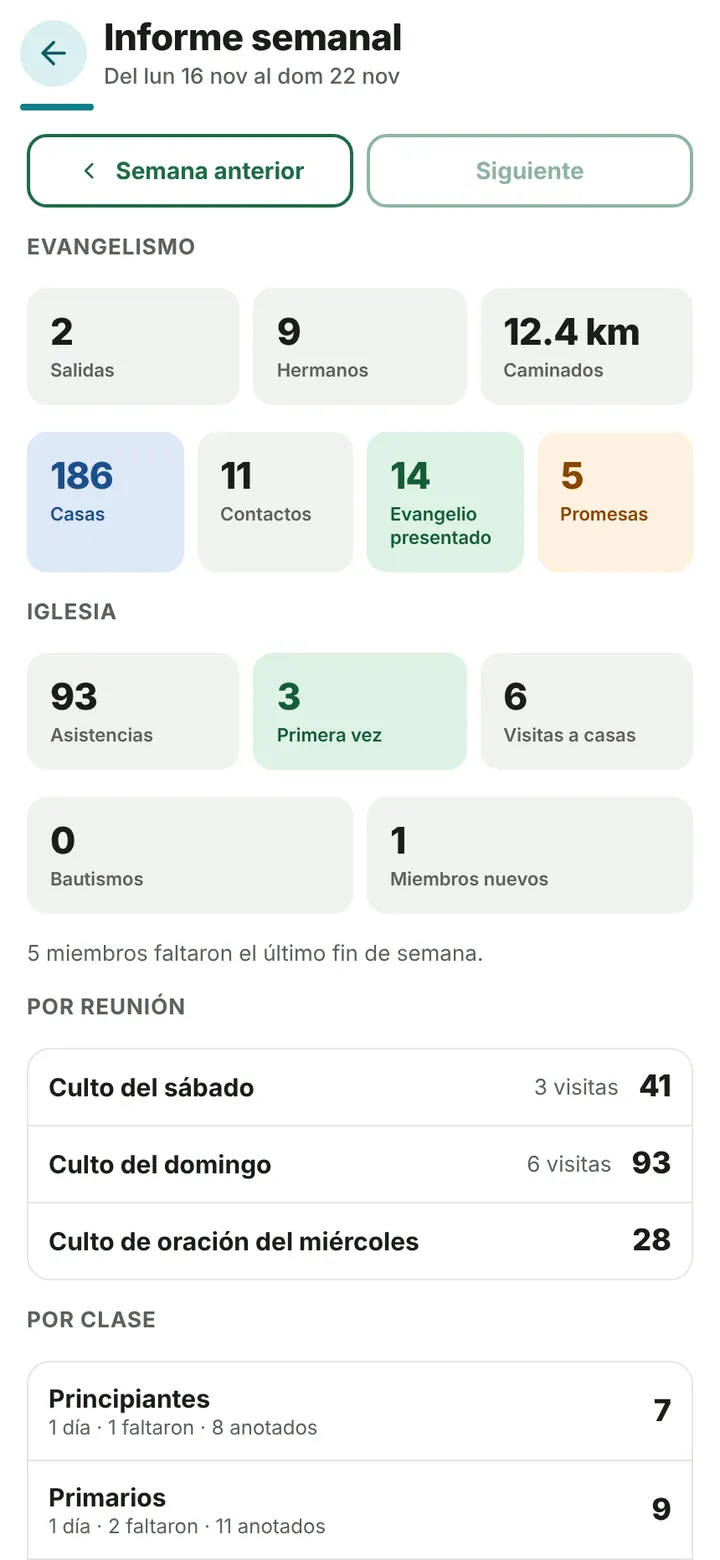 Informe semanal
Del lun 16 nov al dom 22 nov
Semana anterior
Siguiente
EVANGELISMO
2
Salidas
9
Hermanos
12.4 km
Caminados
186
Casas
11
Contactos
14
Evangelio
presentado
5
Promesas
IGLESIA
93
Asistencias
3
Primera vez
6
Visitas a casas
0
Bautismos
1
Miembros nuevos
5 miembros faltaron el último fin de semana.
POR REUNIÓN
Culto del sábado 3 visitas 41
Culto del domingo 6 visitas 93
Culto de oración del miércoles 28
POR CLASE
Principiantes 7
1 día · 1 faltaron · 8 anotados
Primarios 9
1 día · 2 faltaron · 11 anotados